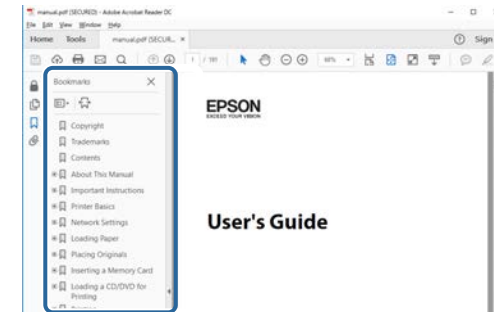 manual.pdf (SECURED) - Adobe Acrobat Reader DC
File Edit View Window Help
Home Tools manual.pdf (SECUR... × Sign
1 / 191
Bookmarks
Copyright
Trademarks
Contents
About This Manual
Important Instructions
Printer Basics
Network Settings
Loading Paper
Placing Originals
Inserting a Memory Card
Loading a CD/DVD for
Printing
EPSON
EXCEED YOUR VISION
User's Guide